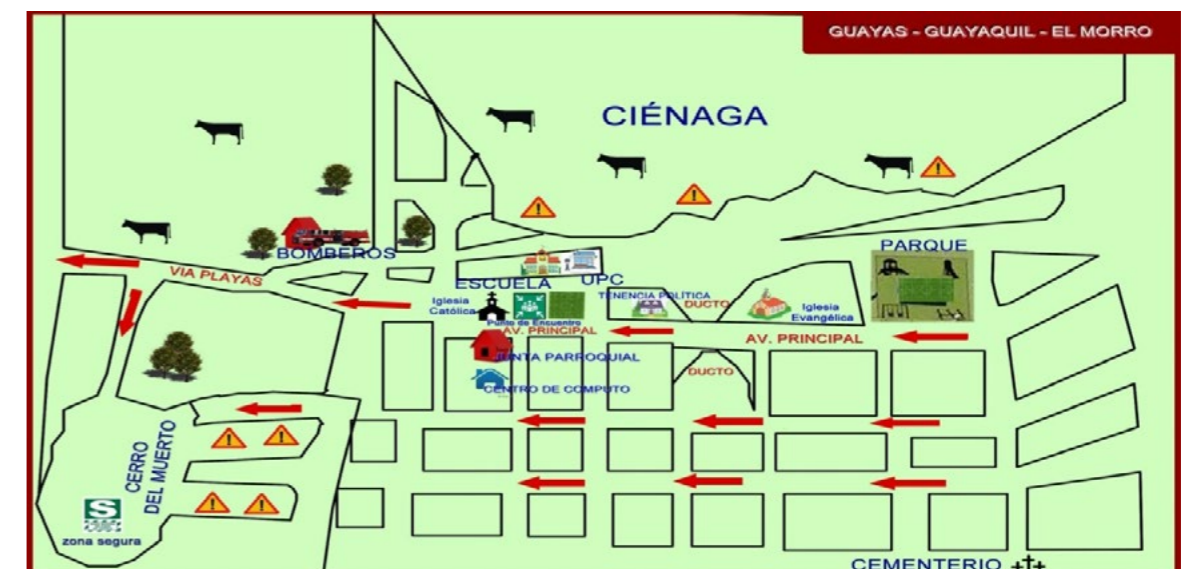 GUAYAS - GUAYAQUIL - EL MORRO
CIÉNAGA
BOMBEROS
PARQUE
VIA PLAYAS
ESCUELA
UPC
Iglesia
Católica
TENENCIA POLÍTICA
DUCTO
Iglesia
Evangélica
Punto de Encuentro
AV. PRINCIPAL
AV. PRINCIPAL
JUNTA PARROQUIAL
DUCTO
CENTRO DE COMPUTO
CERRO
DEL MUERTO
S
zona segura
CEMENTERIO